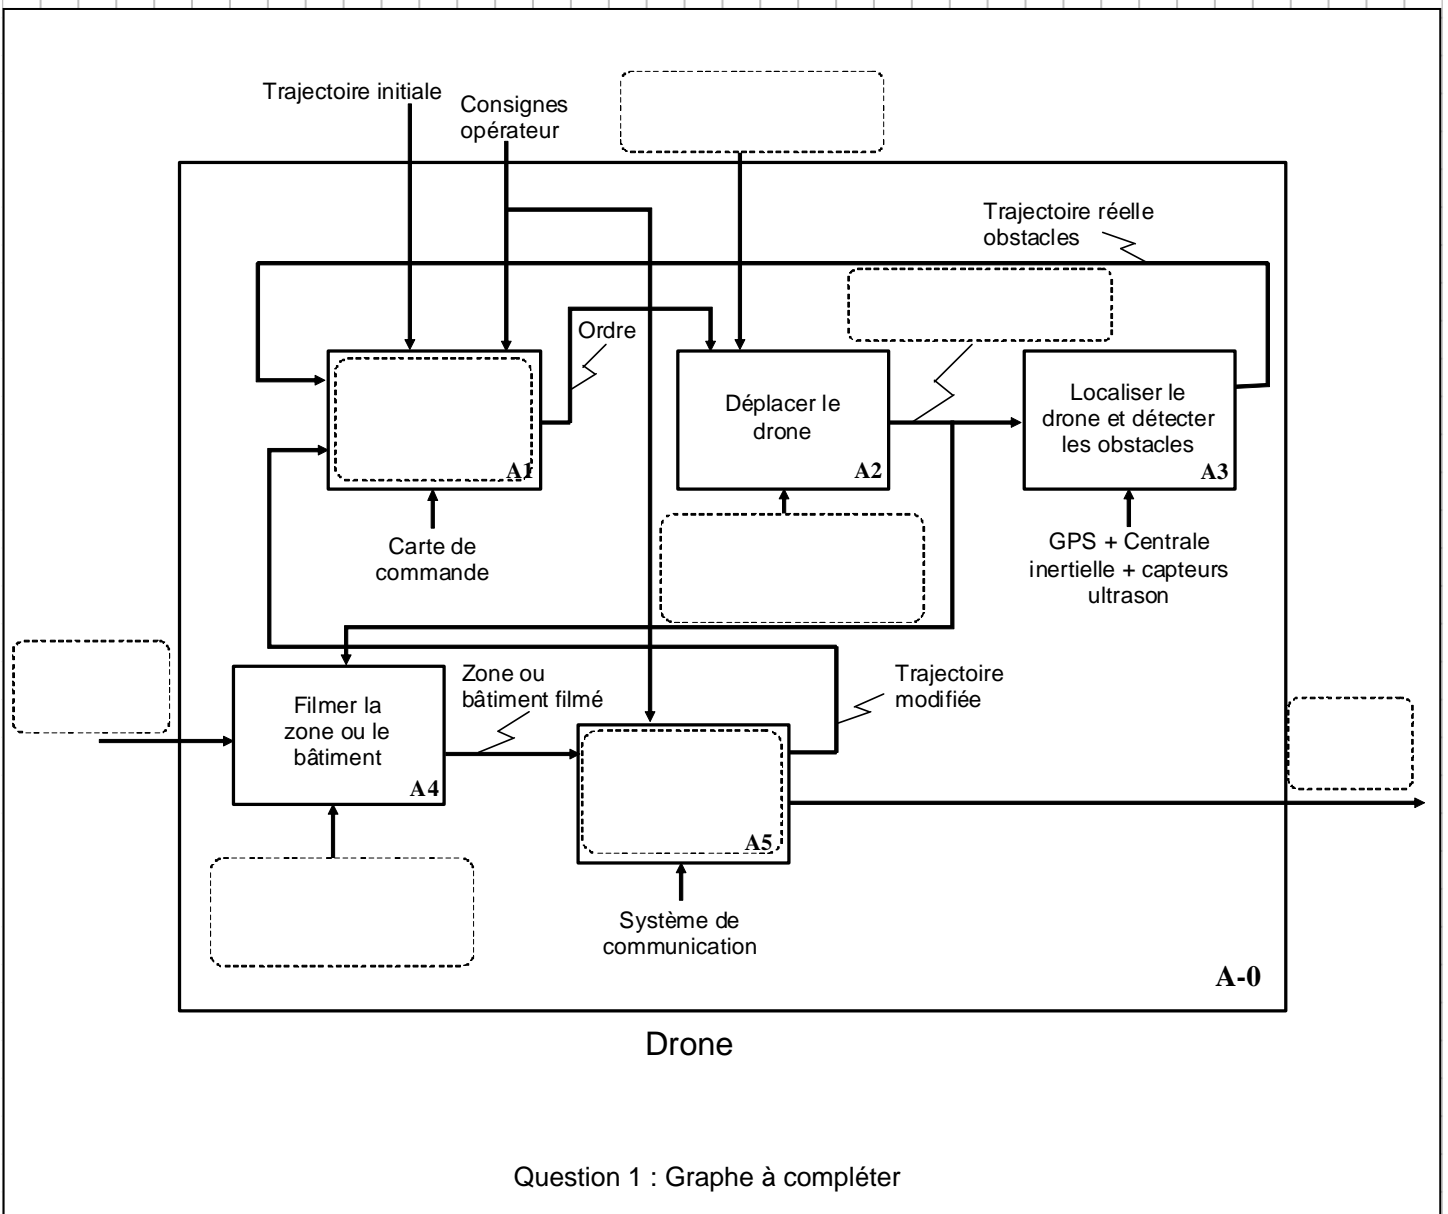 Trajectoire initiale
Consignes
opérateur
Trajectoire réelle
obstacles
Ordre
A1
Déplacer le
drone
A2
Localiser le
drone et détecter
les obstacles
A3
Carte de
commande
GPS + Centrale
inertielle + capteurs
ultrason
Filmer la
zone ou le
bâtiment
A4
Zone ou
bâtiment filmé
Trajectoire
modifiée
A5
Système de
communication
A-0
Drone
Question 1 : Graphe à compléter